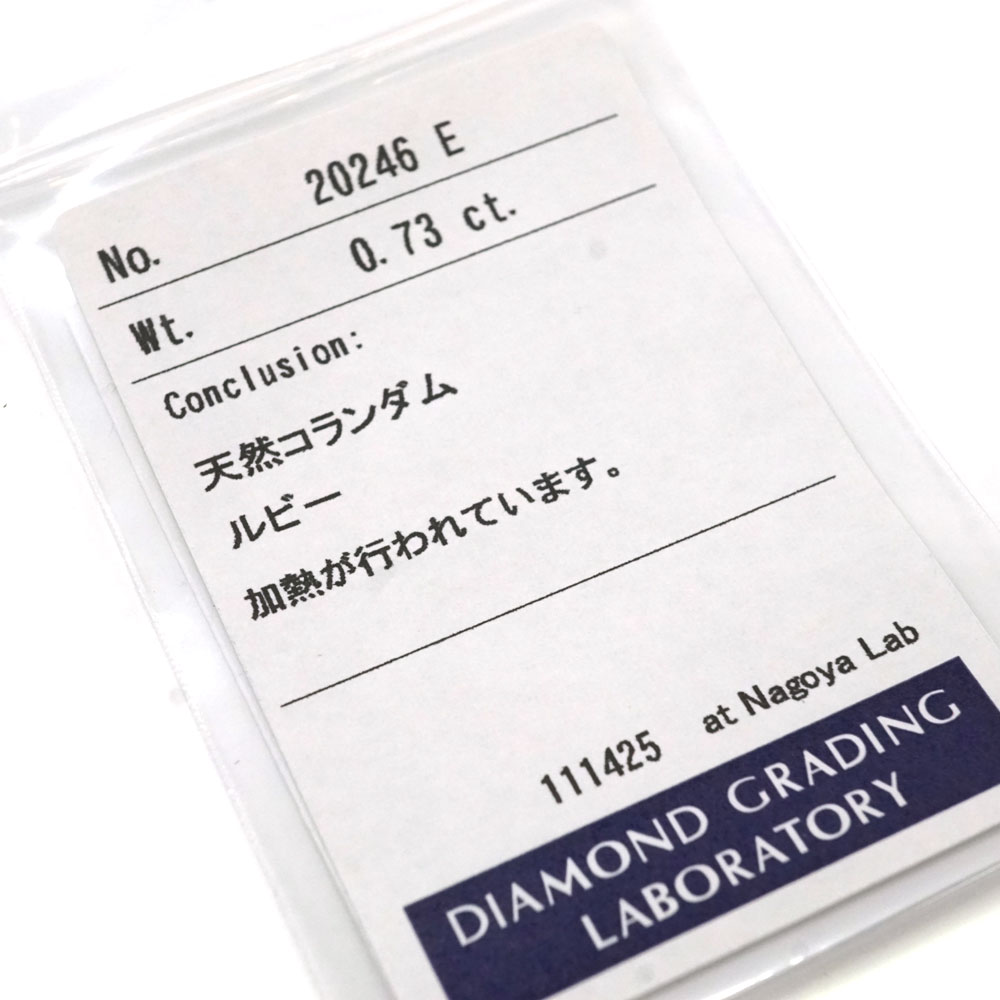 No. 20246 E
Wt. 0.73 ct.
Conclusion:
天然コランダム
ルビー
加熱が行われています。
111425 at Nagoya Lab
DIAMOND GRADING
LABORATORY